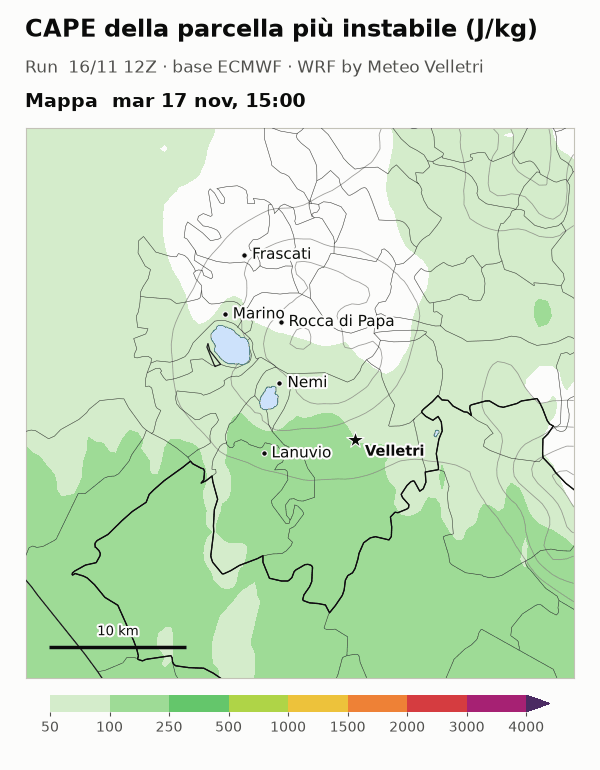 CAPE della parcella più instabile (J/kg)
Run  16/11 12Z · base ECMWF · WRF by Meteo Velletri
Mappa  mar 17 nov, 15:00
Frascati
Marino
Rocca di Papa
Nemi
Velletri
Lanuvio
10 km
50 100 250 500 1000 1500 2000 3000 4000